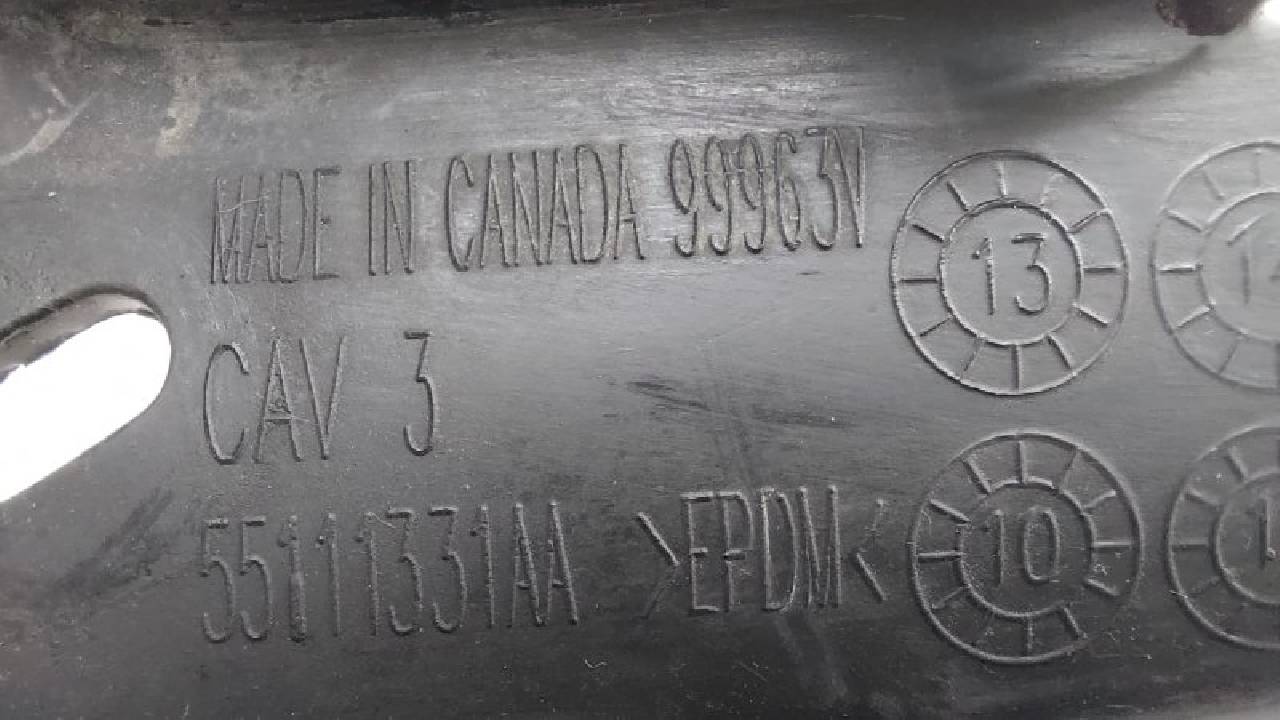 MADE IN CANADA 99963V
13
CAV 3
55111331AA >EPDM<
10